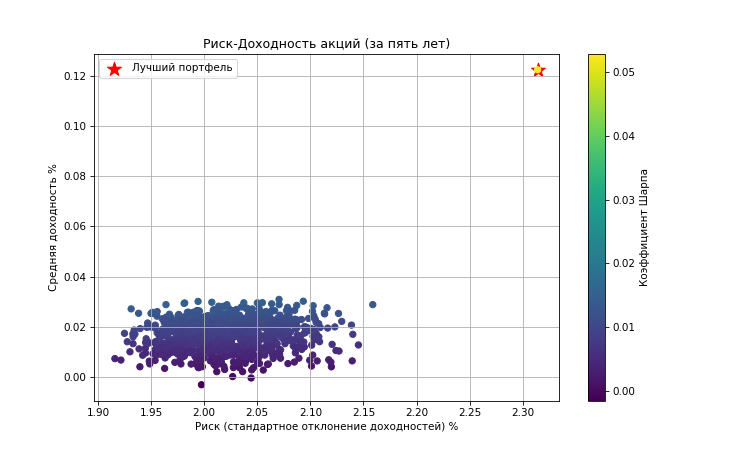 Риск-Доходность акций (за пять лет)
Лучший портфель
Средняя доходность %
0.12
0.10
0.08
0.06
0.04
0.02
0.00
1.90 1.95 2.00 2.05 2.10 2.15 2.20 2.25 2.30
Риск (стандартное отклонение доходностей) %
0.05
0.04
0.03
0.02
0.01
0.00
Коэффициент Шарпа